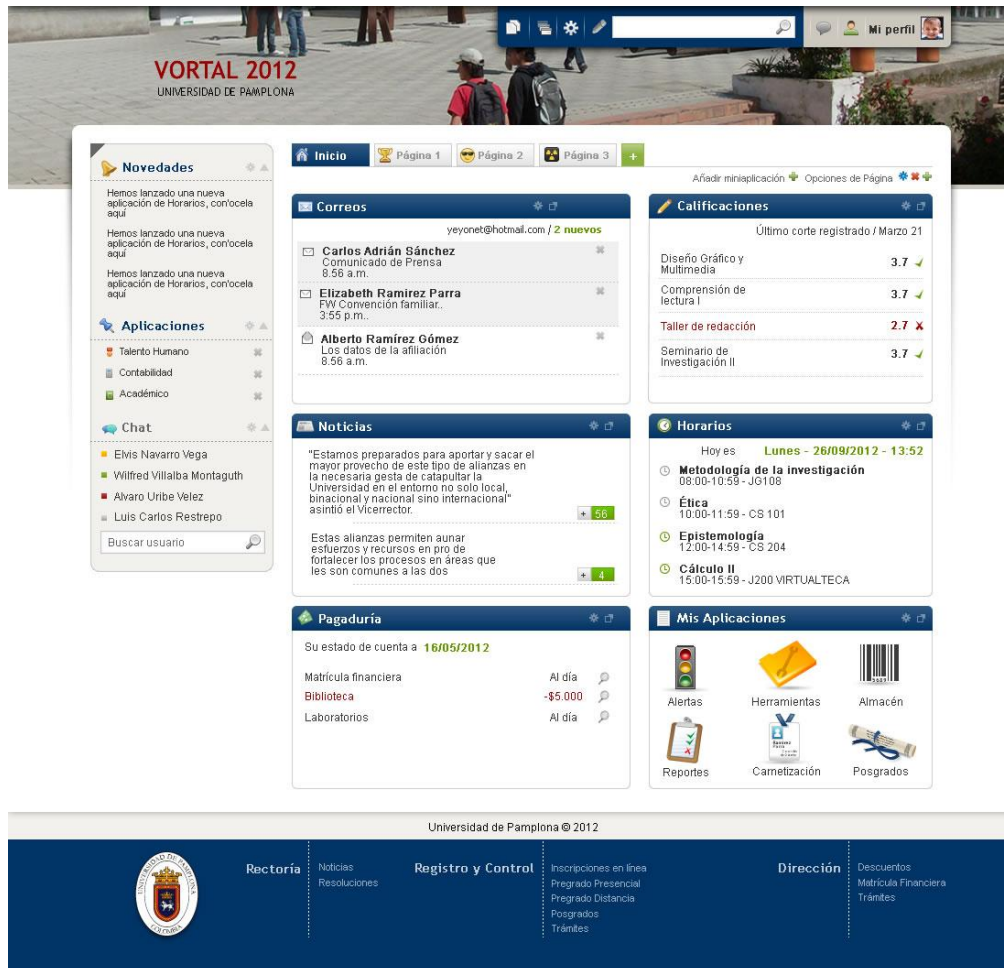 Mi perfil
VORTAL 2012
UNIVERSIDAD DE PAMPLONA
Novedades
Hemos lanzado una nueva
aplicación de Horarios, con'ocela
aquí
Hemos lanzado una nueva
aplicación de Horarios, con'ocela
aquí
Hemos lanzado una nueva
aplicación de Horarios, con'ocela
aquí
Aplicaciones
Talento Humano
Contabilidad
Académico
Chat
Elvis Navarro Vega
Wilfred Villalba Montaguth
Alvaro Uribe Velez
Luis Carlos Restrepo
Buscar usuario
Inicio
Página 1
Página 2
Página 3
+
Añadir miniaplicación
Opciones de Página
Correos
yeyonet@hotmail.com / 2 nuevos
Carlos Adrián Sánchez
Comunicado de Prensa
8.56 a.m.
Elizabeth Ramirez Parra
FW Convención familiar..
3:55 p.m..
Alberto Ramírez Gómez
Los datos de la afiliación
8.56 a.m.
Calificaciones
Último corte registrado / Marzo 21
Diseño Gráfico y
Multimedia
3.7
Comprensión de
lectura I
3.7
Taller de redacción
2.7
Seminario de
Investigación II
3.7
Noticias
"Estamos preparados para aportar y sacar el
mayor provecho de este tipo de alianzas en
la necesaria gesta de catapultar la
Universidad en el entorno no solo local,
binacional y nacional sino internacional"
asintió el Vicerrector.
+ 56
Estas alianzas permiten aunar
esfuerzos y recursos en pro de
fortalecer los procesos en áreas que
les son comunes a las dos
+ 4
Horarios
Hoy es Lunes - 26/09/2012 - 13:52
Metodología de la investigación
08:00-10:59 - JG108
Ética
10:00-11:59 - CS 101
Epistemología
12:00-14:59 - CS 204
Cálculo II
15:00-15:59 - J200 VIRTUALTECA
Pagaduría
Su estado de cuenta a 16/05/2012
Matrícula financiera Al día
Biblioteca -$5.000
Laboratorios Al día
Mis Aplicaciones
Alertas
Herramientas
Almacén
Reportes
Carnetización
Posgrados
Universidad de Pamplona © 2012
UNIVERSIDAD DE PAMPLONA
COLOMBIA
Rectoría
Noticias
Resoluciones
Registro y Control
Inscripciones en línea
Pregrado Presencial
Pregrado Distancia
Posgrados
Trámites
Dirección
Descuentos
Matrícula Financiera
Trámites